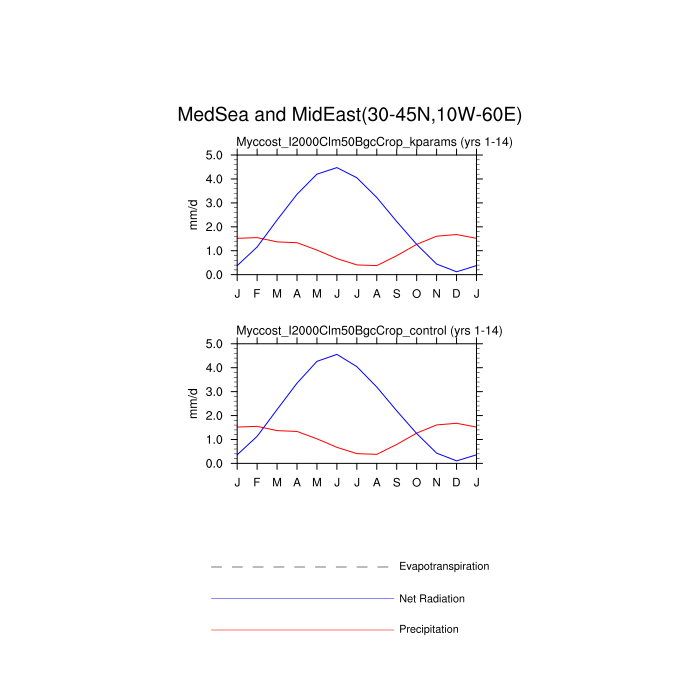 MedSea and MidEast(30-45N,10W-60E)
Myccost_I2000Clm50BgcCrop_kparams (yrs 1-14)
5.0
4.0
3.0
2.0
1.0
0.0
mm/d
J F M A M J J A S O N D J
Myccost_I2000Clm50BgcCrop_control (yrs 1-14)
5.0
4.0
3.0
2.0
1.0
0.0
mm/d
J F M A M J J A S O N D J
Evapotranspiration
Net Radiation
Precipitation